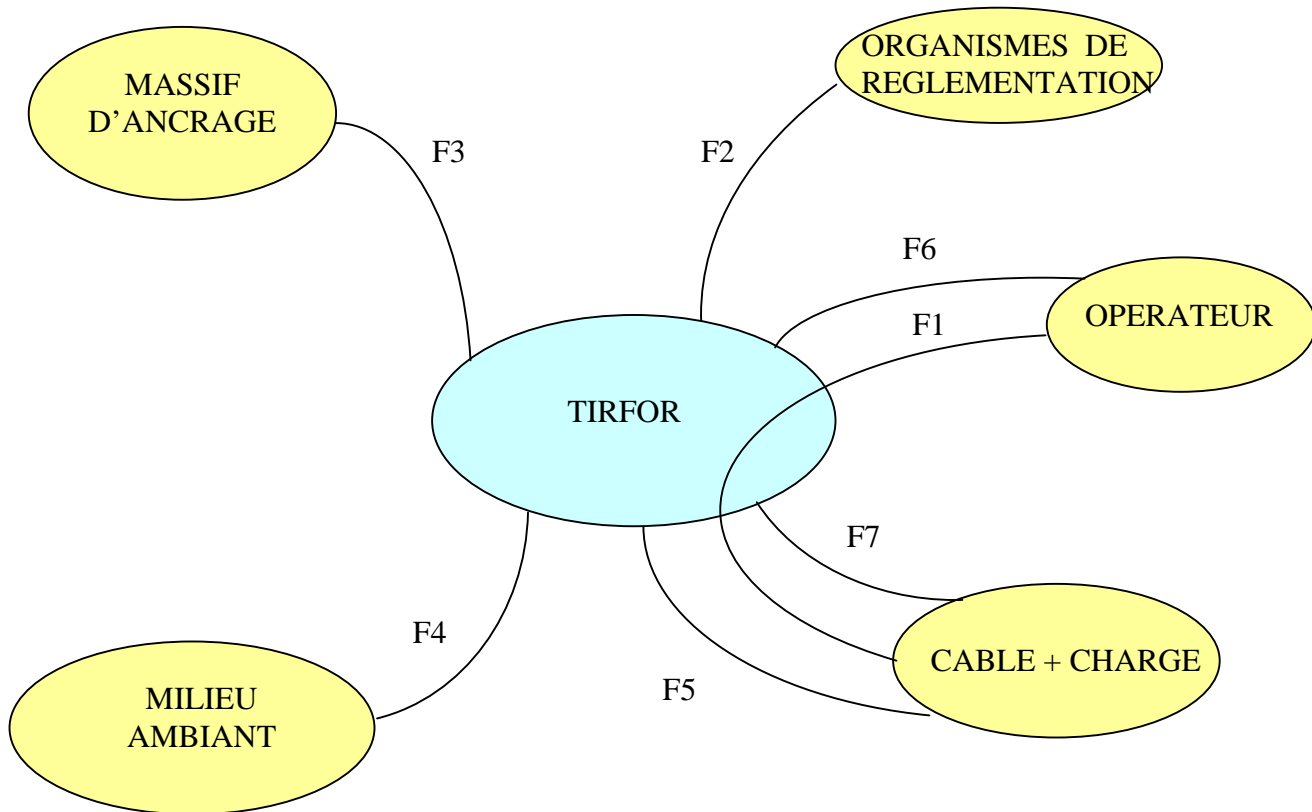 ORGANISMES DE
REGLEMENTATION
MASSIF
D'ANCRAGE
F3
F2
F6
F1
OPERATEUR
TIRFOR
F7
F4
F5
CABLE + CHARGE
MILIEU
AMBIANT